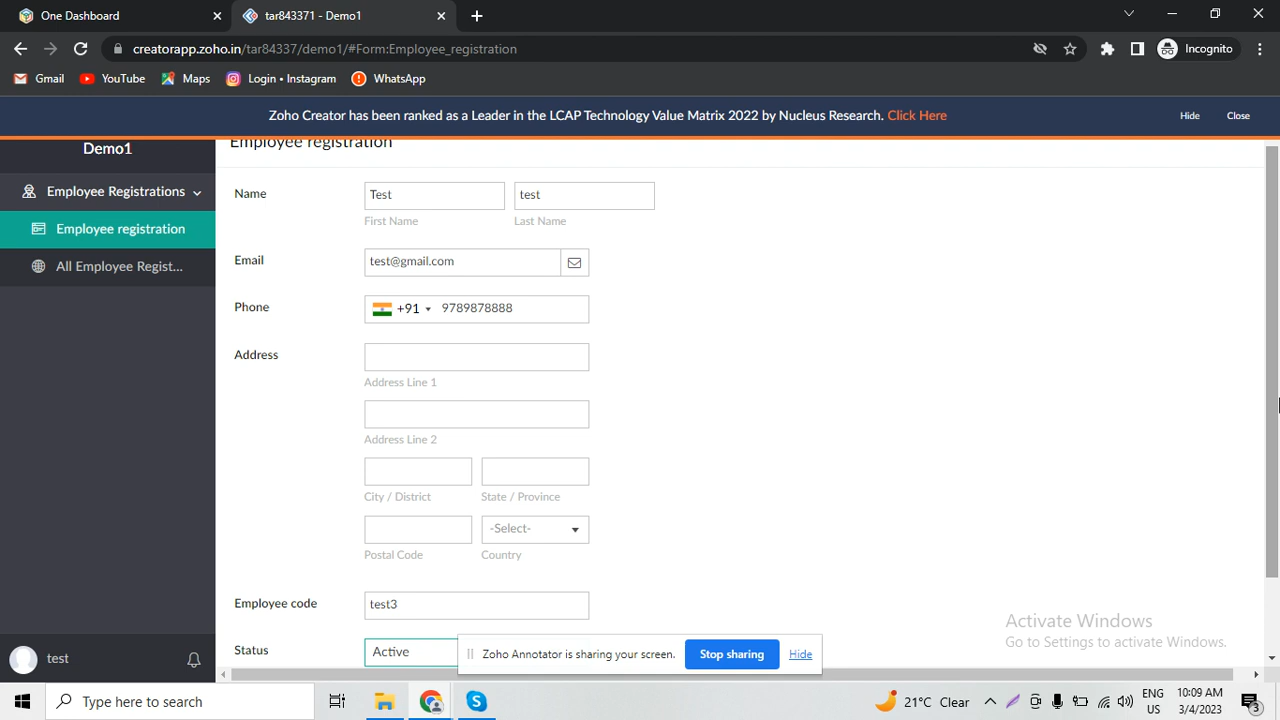 One Dashboard
tar84371 - Demo1
creatorapp.zoho.in/tar84337/demo1/#Form:Employee_registration
Incognito
Gmail
YouTube
Maps
Login • Instagram
WhatsApp
Zoho Creator has been ranked as a Leader in the LCAP Technology Value Matrix 2022 by Nucleus Research. Click Here
Hide
Close
Demo1
Employee Registrations
Employee registration
All Employee Regist...
test
Employee registration
Name
Test
test
First Name
Last Name
Email
test@gmail.com
Phone
+91
9789878888
Address
Address Line 1
Address Line 2
City / District
State / Province
-Select-
Postal Code
Country
Employee code
test3
Status
Active
Zoho Annotator is sharing your screen.
Stop sharing
Hide
Activate Windows
Go to Settings to activate Windows.
Type here to search
21°C Clear
ENG
US
10:09 AM
3/4/2023
3